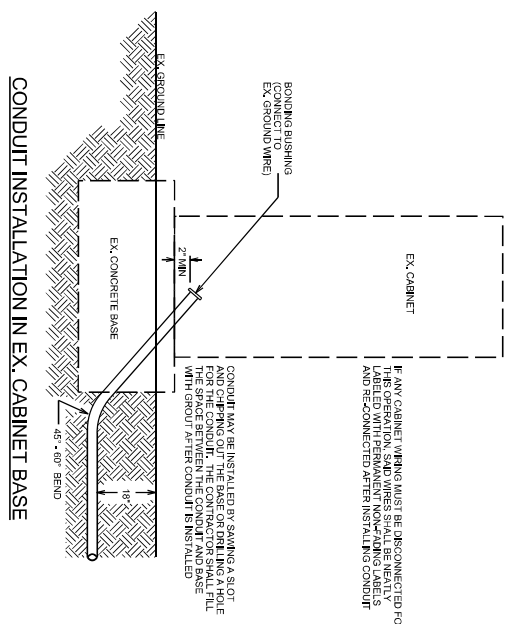 BONDING BUSHING
(CONNECT TO
EX. GROUND WIRE)
EX. CABINET
IF ANY CABINET WIRING MUST BE DISCONNECTED FO
THIS OPERATION, SAID WIRES SHALL BE NEATLY
LABELED WITH PERMANENT NON-FADING LABELS
AND RE-CONNECTED AFTER INSTALLING CONDUIT
2" MIN
CONDUIT MAY BE INSTALLED BY SAWING A SLOT
AND CHIPPING OUT THE BASE OR DRILLING A HOLE
FOR THE CONDUIT. THE CONTRACTOR SHALL FILL
THE SPACE BETWEEN THE CONDUIT AND BASE
WITH GROUT AFTER CONDUIT IS INSTALLED
EX. GROUND LINE
EX. CONCRETE BASE
18"
45° - 60° BEND
CONDUIT INSTALLATION IN EX. CABINET BASE